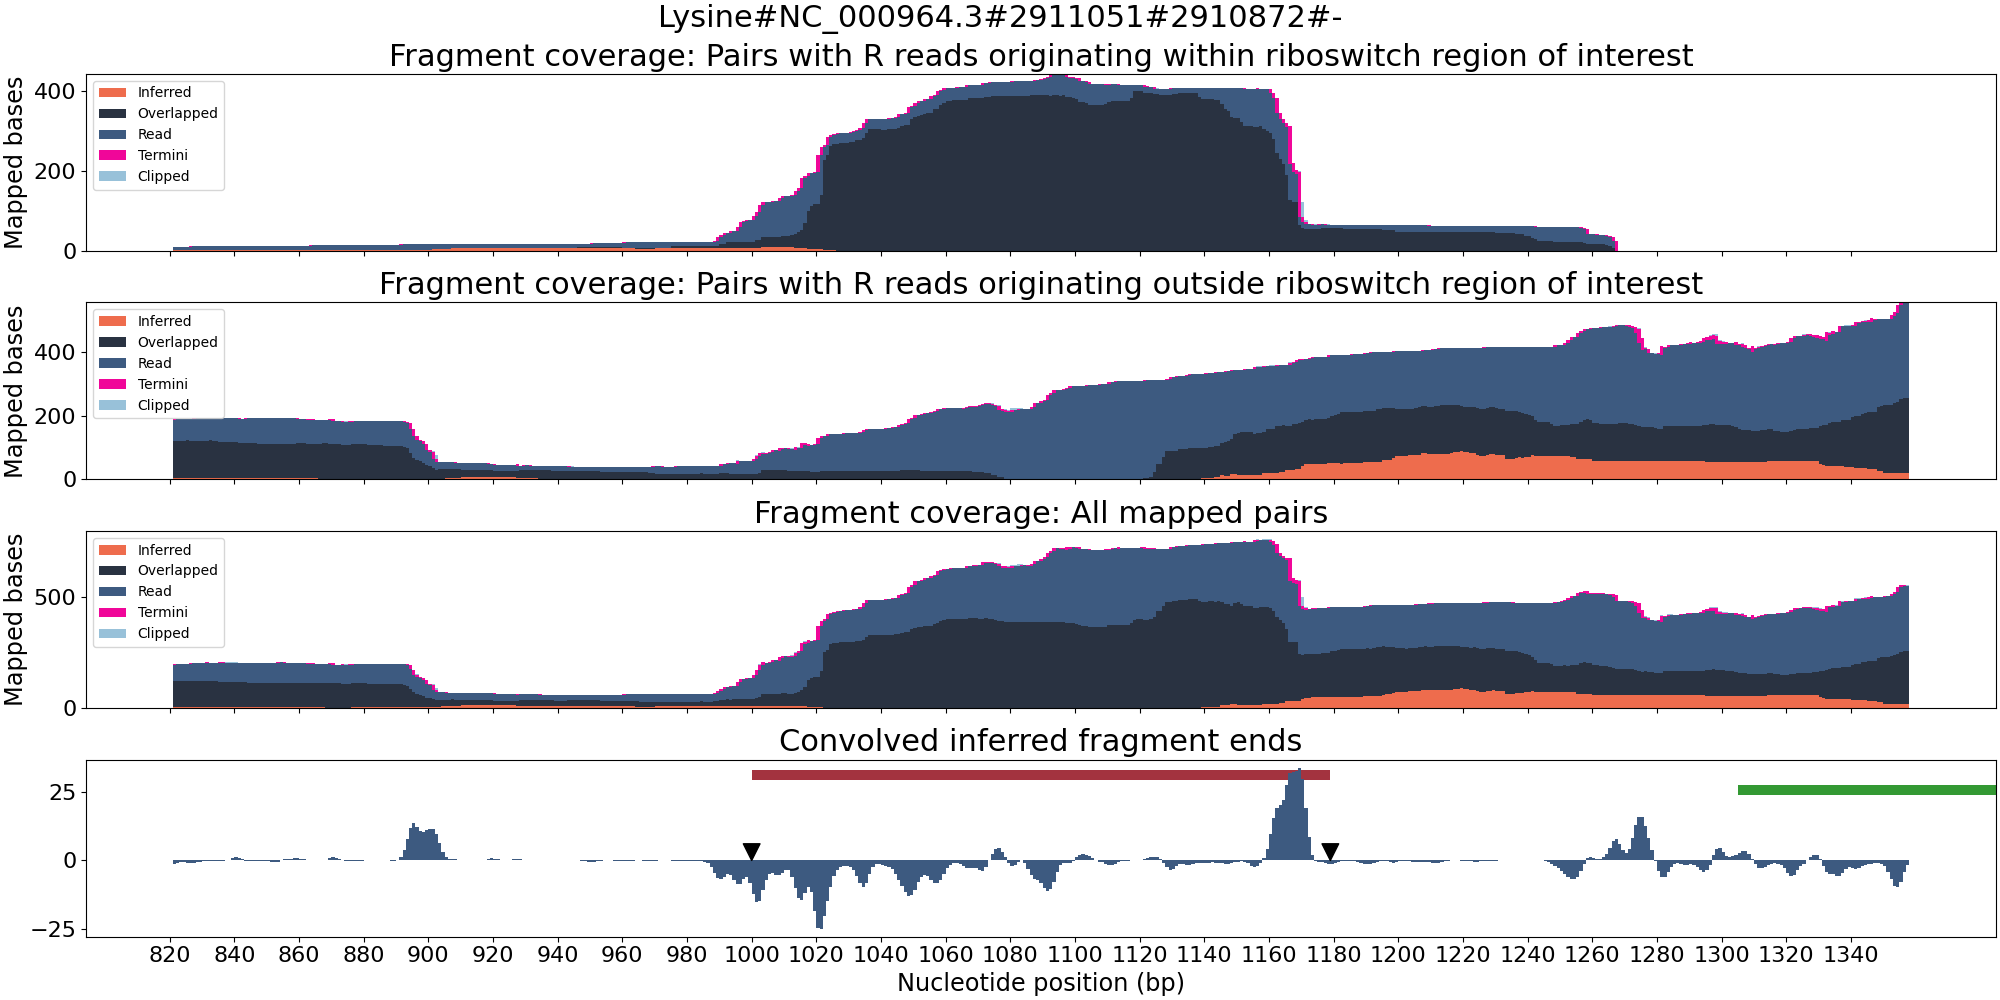 Lysine#NC_000964.3#2911051#2910872#-
Fragment coverage: Pairs with R reads originating within riboswitch region of interest
Mapped bases
400
200
0
Inferred
Overlapped
Read
Termini
Clipped
Fragment coverage: Pairs with R reads originating outside riboswitch region of interest
Mapped bases
400
200
0
Inferred
Overlapped
Read
Termini
Clipped
Fragment coverage: All mapped pairs
Mapped bases
500
0
Inferred
Overlapped
Read
Termini
Clipped
Convolved inferred fragment ends
25
0
−25
820 840 860 880 900 920 940 960 980 1000 1020 1040 1060 1080 1100 1120 1140 1160 1180 1200 1220 1240 1260 1280 1300 1320 1340
Nucleotide position (bp)